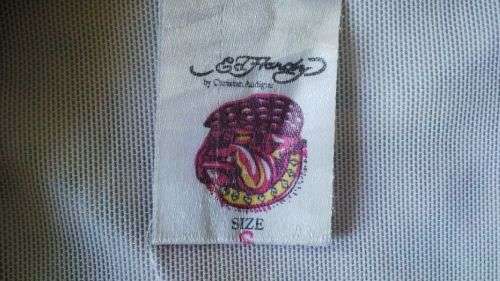 Ed Hardy
by Christian Audigier
SIZE
S